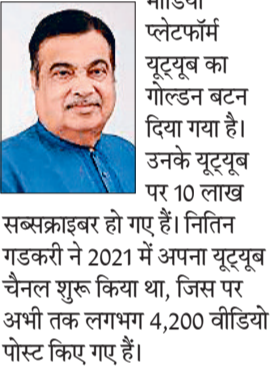 मीडिया
प्लेटफॉर्म
यूट्यूब का
गोल्डन बटन
दिया गया है।
उनके यूट्यूब
पर 10 लाख
सब्सक्राइबर हो गए हैं। नितिन
गडकरी ने 2021 में अपना यूट्यूब
चैनल शुरू किया था, जिस पर
अभी तक लगभग 4,200 वीडियो
पोस्ट किए गए हैं।